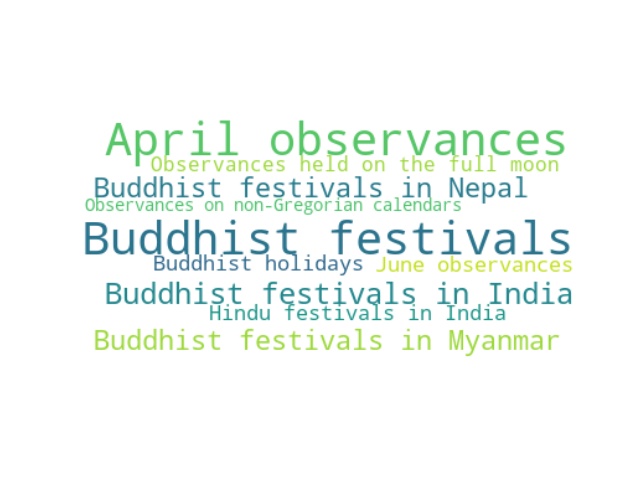 April observances
Observances held on the full moon
Buddhist festivals in Nepal
Observances on non-Gregorian calendars
Buddhist festivals
Buddhist holidays June observances
Buddhist festivals in India
Hindu festivals in India
Buddhist festivals in Myanmar